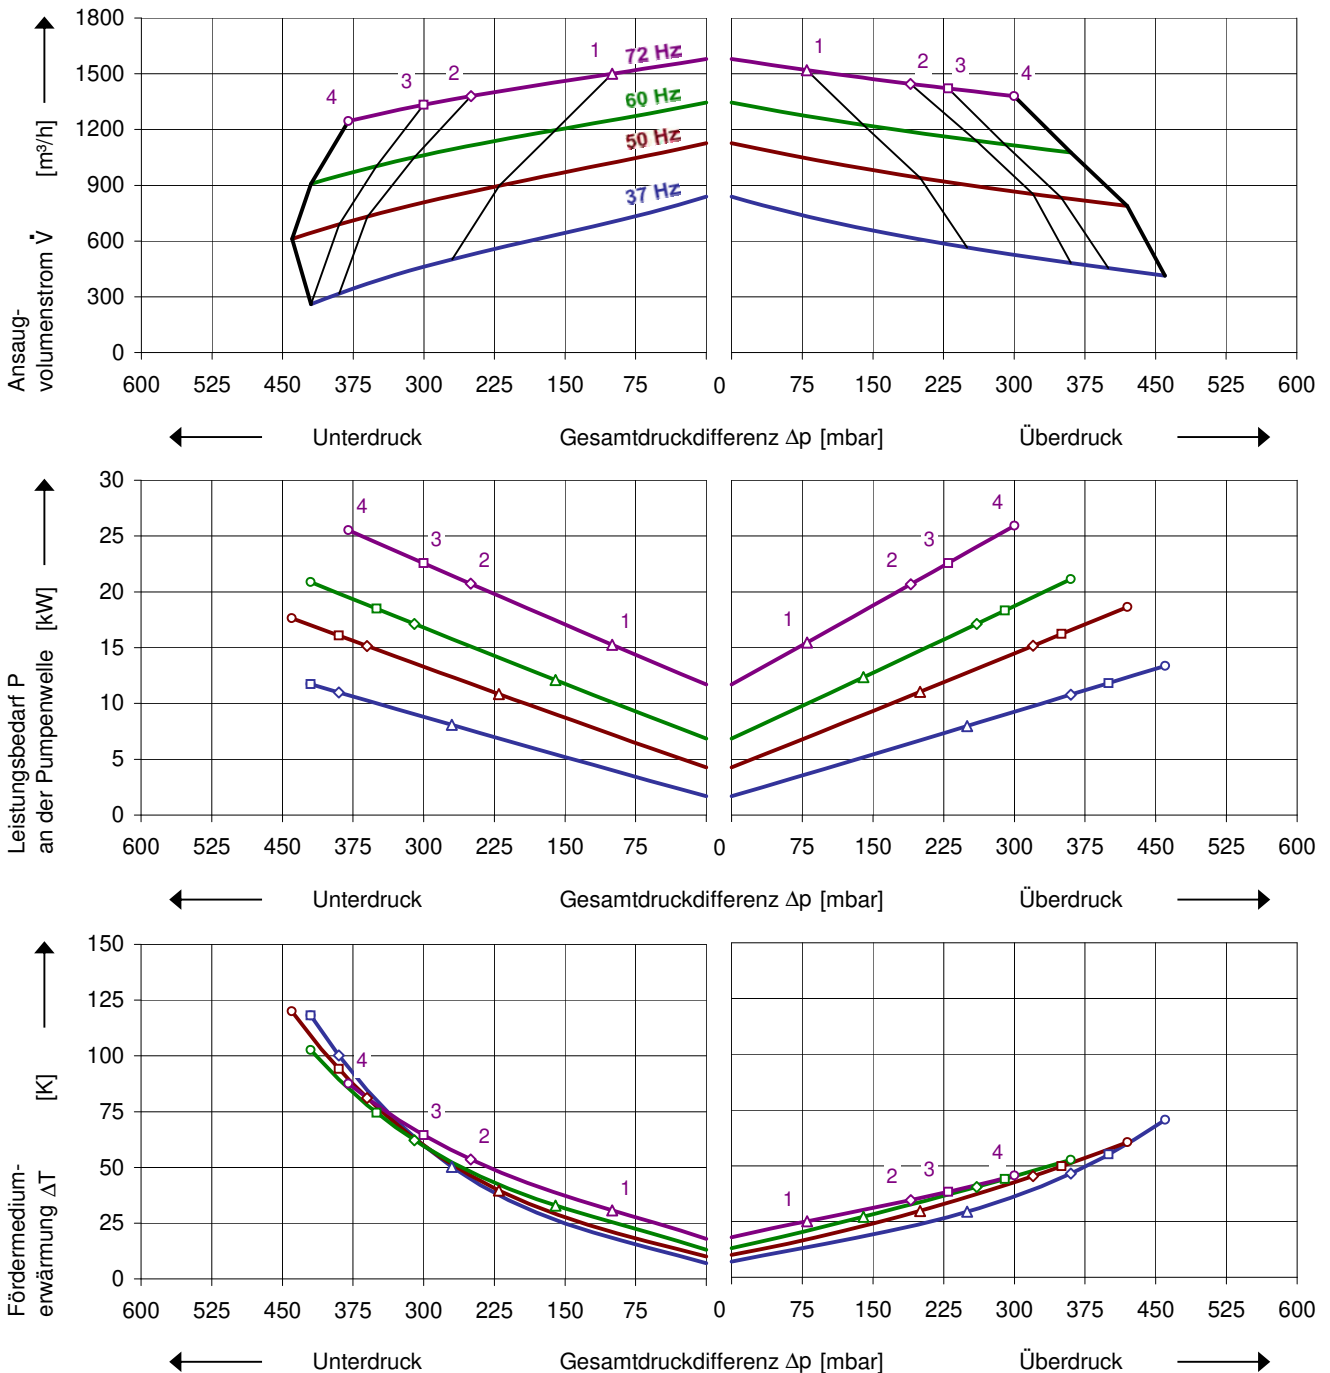 1800
1500
1200
900
600
300
0
Ansaug-
volumenstrom V̇ [m³/h]
4
3
2
1
72 Hz
60 Hz
50 Hz
37 Hz
1
2
3
4
600 525 450 375 300 225 150 75 0 75 150 225 300 375 450 525 600
Unterdruck Gesamtdruckdifferenz Δp [mbar] Überdruck
30
25
20
15
10
5
0
Leistungsbedarf P
an der Pumpenwelle [kW]
4
3
2
1
1
2
3
4
600 525 450 375 300 225 150 75 0 75 150 225 300 375 450 525 600
Unterdruck Gesamtdruckdifferenz Δp [mbar] Überdruck
150
125
100
75
50
25
0
Fördermedium-
erwärmung ΔT [K]
4
3
2
1
1
2
3
4
600 525 450 375 300 225 150 75 0 75 150 225 300 375 450 525 600
Unterdruck Gesamtdruckdifferenz Δp [mbar] Überdruck